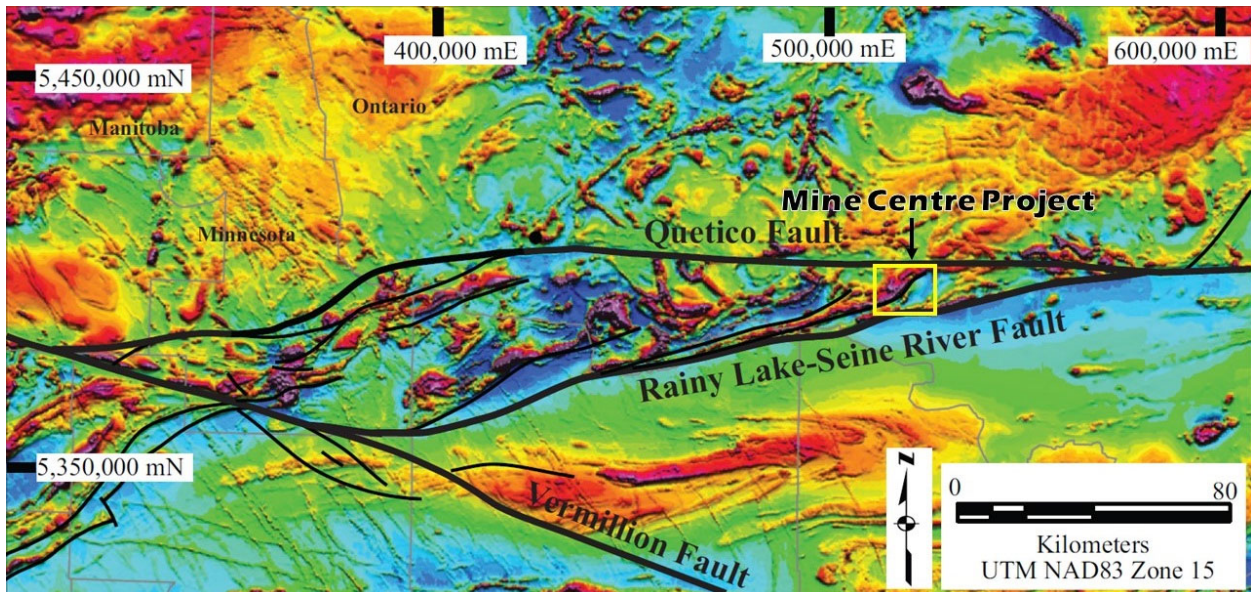 400,000 mE
500,000 mE
600,000 mE
5,450,000 mN
Ontario
Manitoba
Minnesota
Mine Centre Project
Quetico Fault
Rainy Lake-Seine River Fault
5,350,000 mN
Vermillion Fault
N
0 80
Kilometers
UTM NAD83 Zone 15